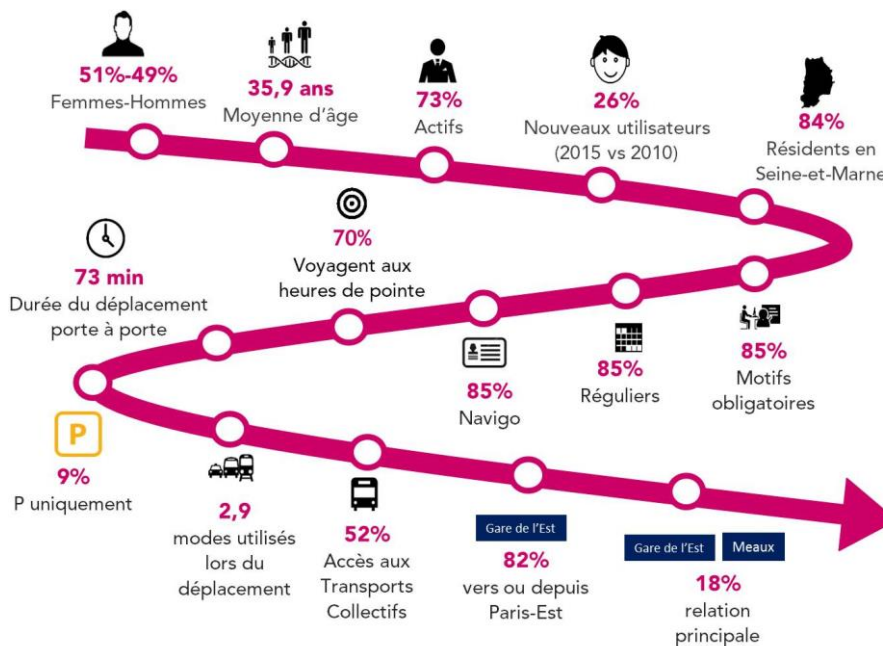 51%-49%
Femmes-Hommes
35,9 ans
Moyenne d'âge
73%
Actifs
26%
Nouveaux utilisateurs
(2015 vs 2010)
84%
Résidents en
Seine-et-Marne
73 min
Durée du déplacement
porte à porte
70%
Voyagent aux
heures de pointe
85%
Navigo
85%
Réguliers
85%
Motifs
obligatoires
P
9%
P uniquement
2,9
modes utilisés
lors du
déplacement
52%
Accès aux
Transports
Collectifs
Gare de l'Est
82%
vers ou depuis
Paris-Est
Gare de l'Est
Meaux
18%
relation
principale